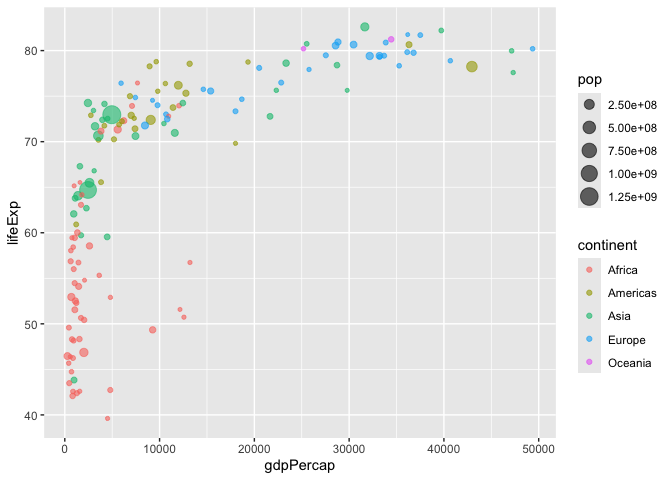 80
70
60
50
40
lifeExp
0 10000 20000 30000 40000 50000
gdpPercap
pop
2.50e+08
5.00e+08
7.50e+08
1.00e+09
1.25e+09
continent
Africa
Americas
Asia
Europe
Oceania